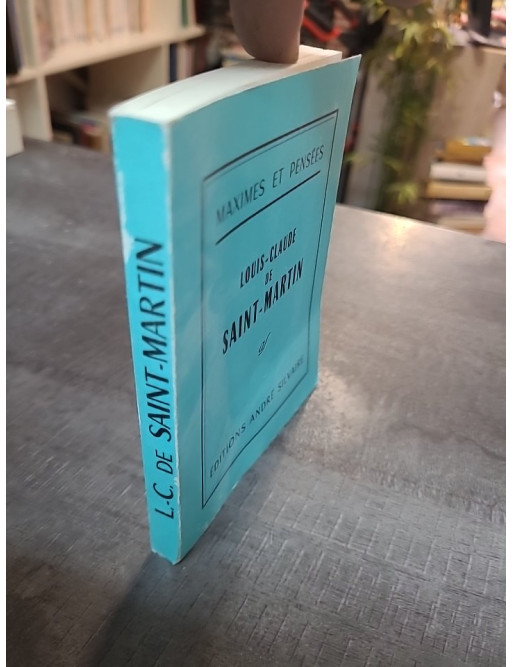 L.-C. DE SAINT-MARTIN
MAXIMES ET PENSÉES
LOUIS-CLAUDE
DE
SAINT-MARTIN
ÉDITIONS ANDRÉ SILVAIRE